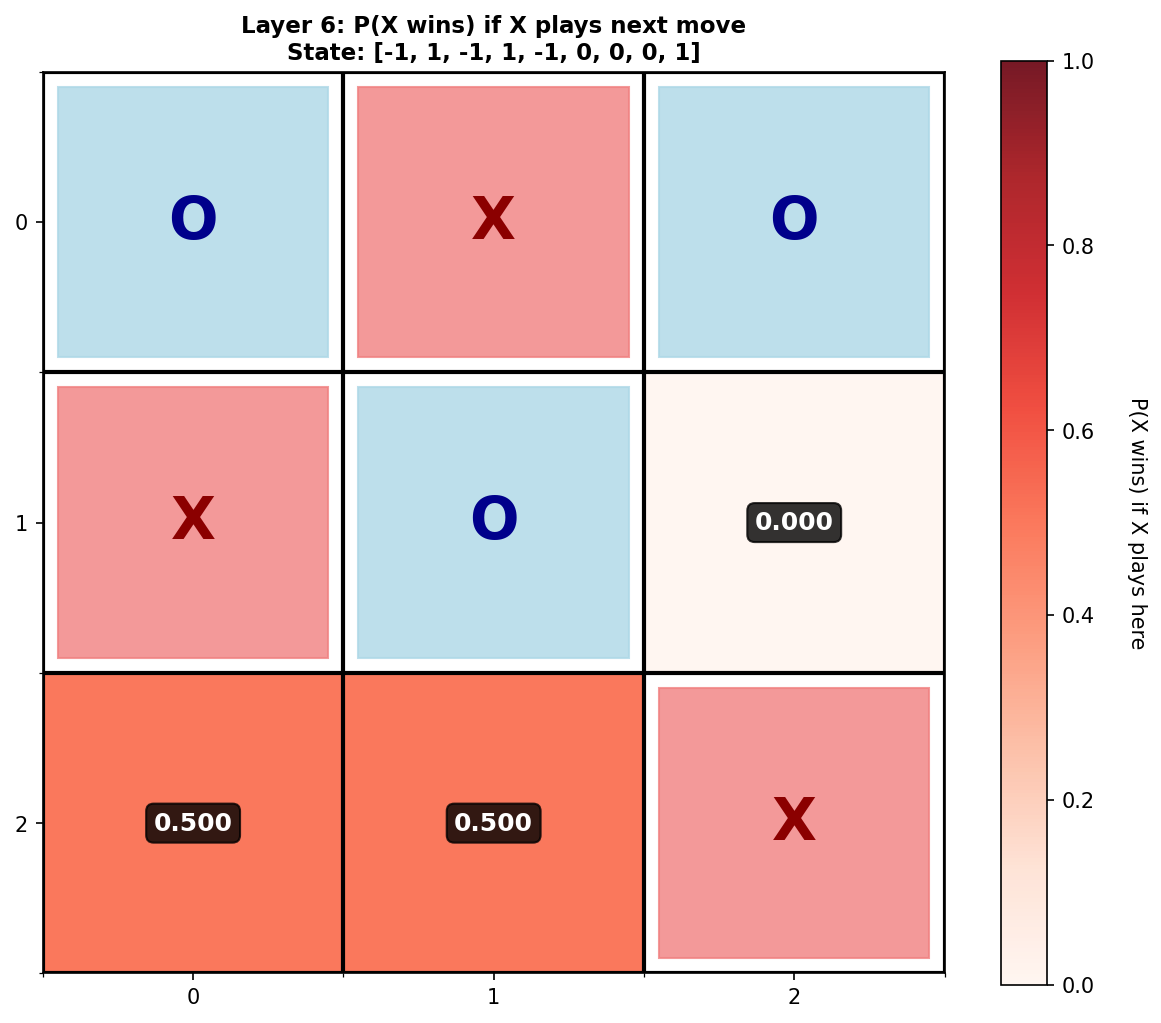 Layer 6: P(X wins) if X plays next move
State: [-1, 1, -1, 1, -1, 0, 0, 0, 1]
0
O
X
O
1
X
O
0.000
2
0.500
0.500
X
0
1
2
1.0
0.8
0.6
0.4
0.2
0.0
P(X wins) if X plays here